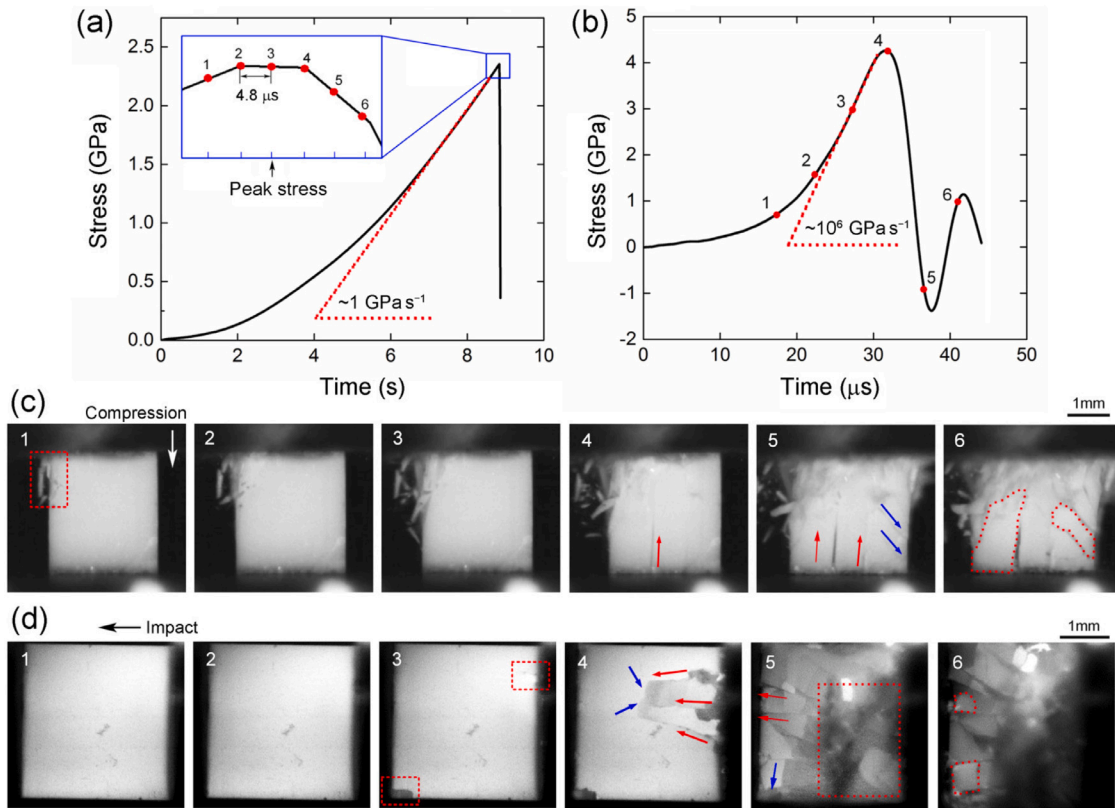 (a)
2.5
2.0
1.5
1.0
0.5
0.0
Stress (GPa)
1 2 3 4 5 6
4.8 μs
Peak stress
~1 GPa s⁻¹
0 2 4 6 8 10
Time (s)
(b)
5
4
3
2
1
0
-1
-2
Stress (GPa)
1 2 3 4 5 6
~10⁶ GPa s⁻¹
0 10 20 30 40 50
Time (μs)
(c)
Compression
1mm
1 2 3 4 5 6
(d)
Impact
1mm
1 2 3 4 5 6